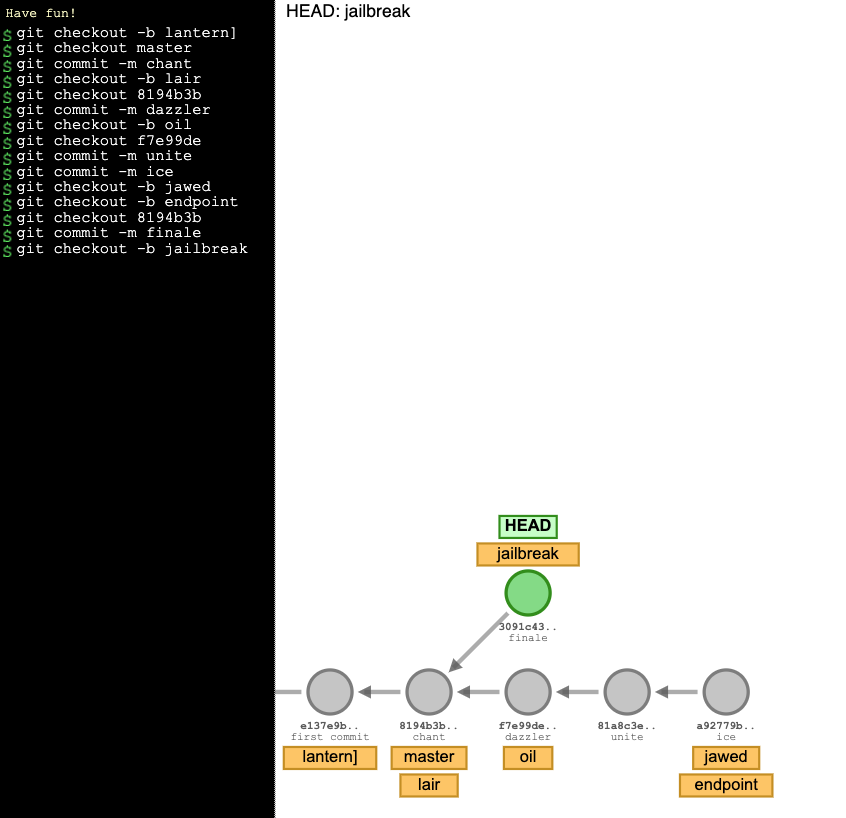 Have fun!
$ git checkout -b lantern]
$ git checkout master
$ git commit -m chant
$ git checkout -b lair
$ git checkout 8194b3b
$ git commit -m dazzler
$ git checkout -b oil
$ git checkout f7e99de
$ git commit -m unite
$ git commit -m ice
$ git checkout -b jawed
$ git checkout -b endpoint
$ git checkout 8194b3b
$ git commit -m finale
$ git checkout -b jailbreak
HEAD: jailbreak
HEAD
jailbreak
3091c43..
finale
e137e9b.. 8194b3b.. f7e99de.. 81a8c3e.. a92779b..
first commit chant dazzler unite ice
lantern] master oil jawed
lair endpoint